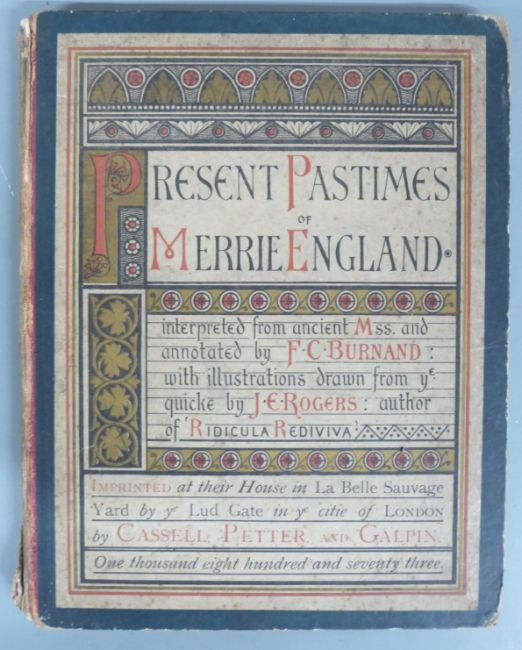 PRESENT PASTIMES
OF
MERRIE ENGLAND·
interpreted from ancient Mss. and
annotated by F·C·BURNAND:
with illustrations drawn from yᵉ
quicke by J·E·ROGERS: author
of 'RIDICULA REDIVIVA'
IMPRINTED at their House in LA BELLE SAUVAGE
YARD by yᵉ LUD GATE in yᵉ citie of LONDON
by CASSELL, PETTER, AND GALPIN.
One thousand eight hundred and seventy three.